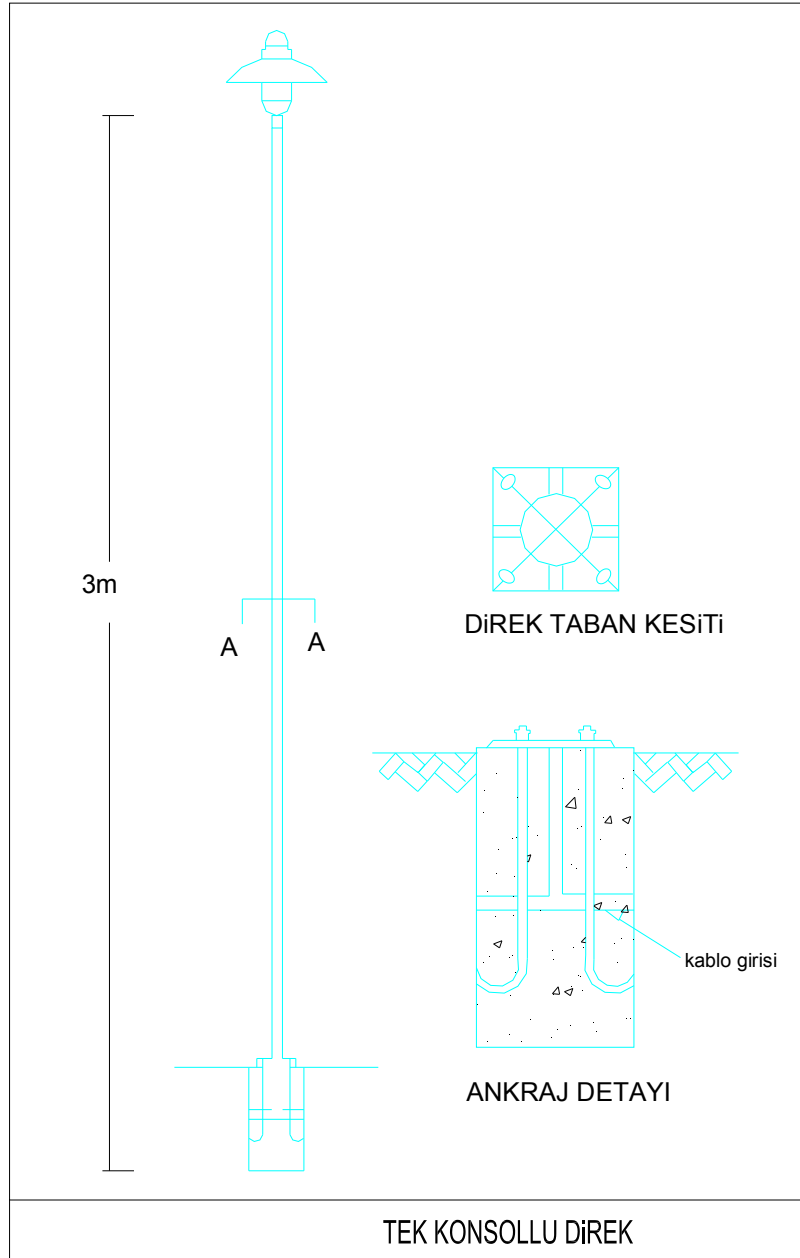 3m
A A
DiREK TABAN KESiTi
kablo girisi
ANKRAJ DETAYI
TEK KONSOLLU DiREK